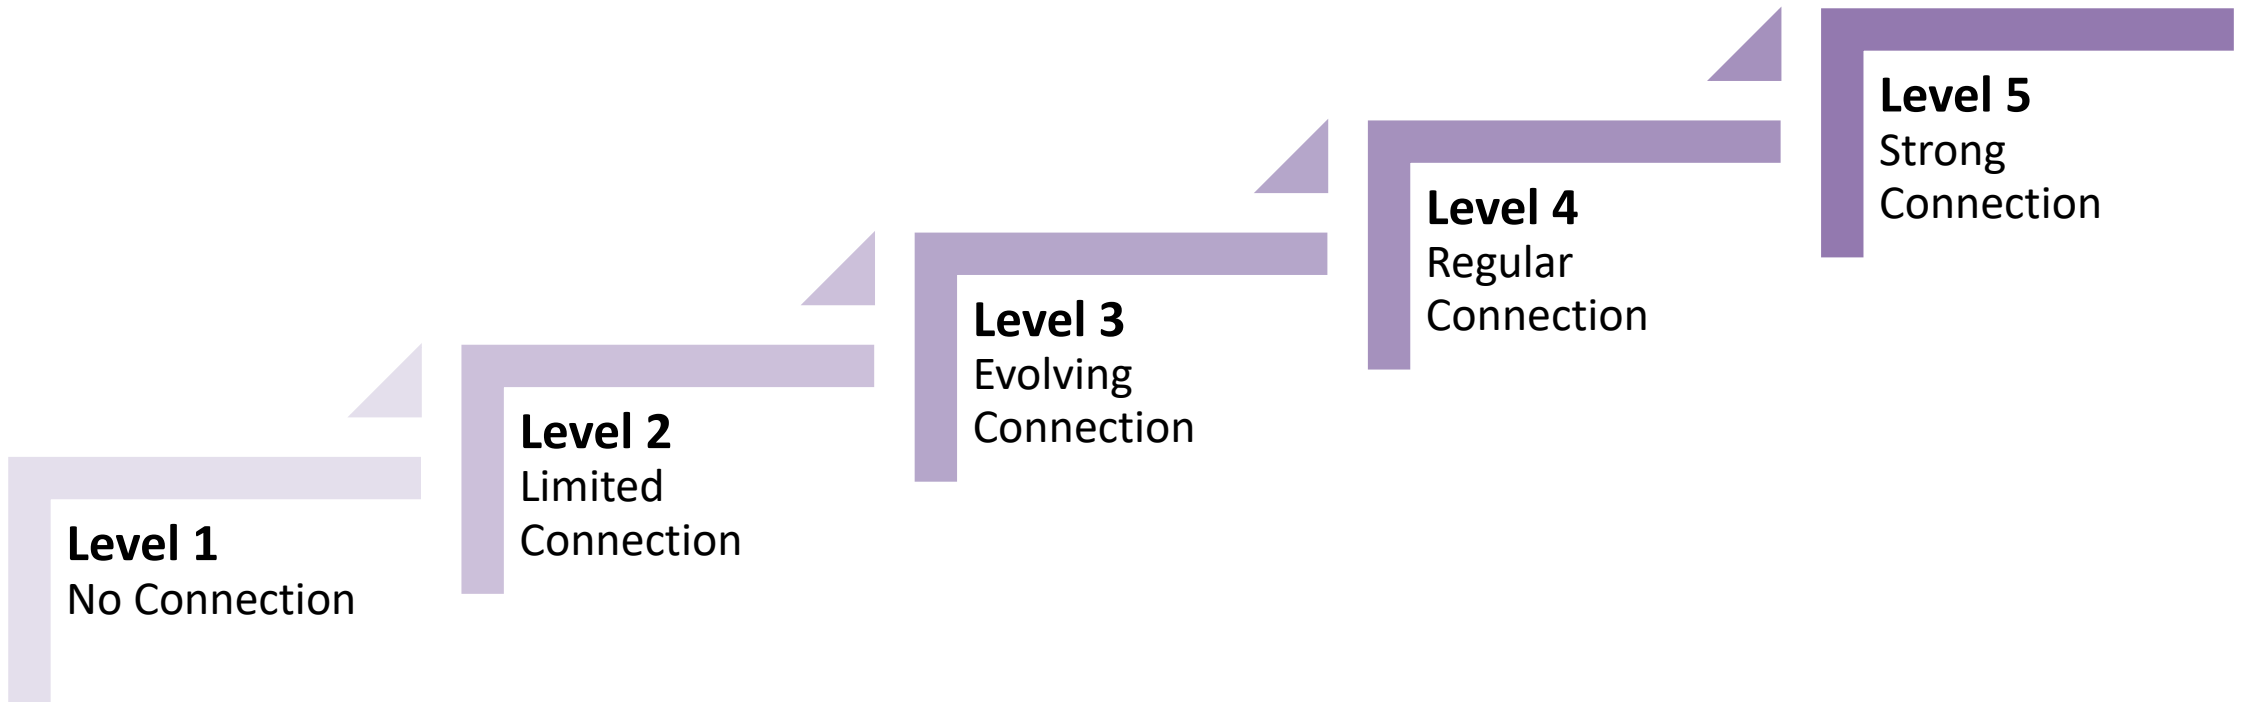 Level 1
No Connection
Level 2
Limited
Connection
Level 3
Evolving
Connection
Level 4
Regular
Connection
Level 5
Strong
Connection